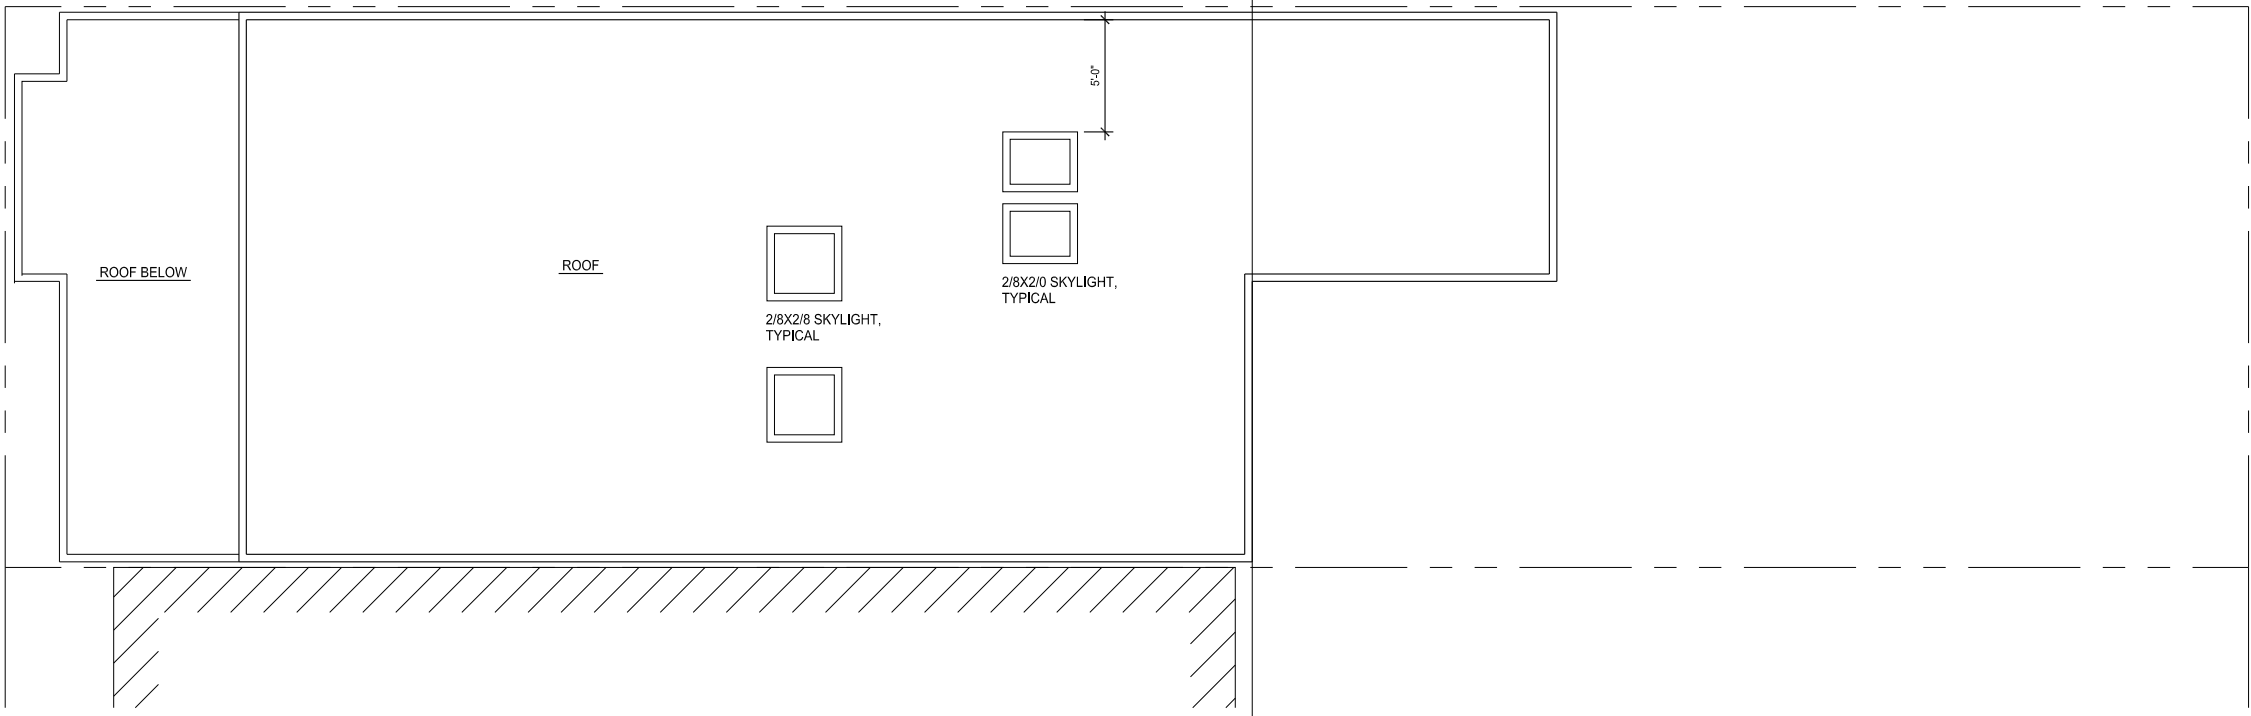 5'-0"
ROOF BELOW
ROOF
2/8X2/0 SKYLIGHT,
TYPICAL
2/8X2/8 SKYLIGHT,
TYPICAL